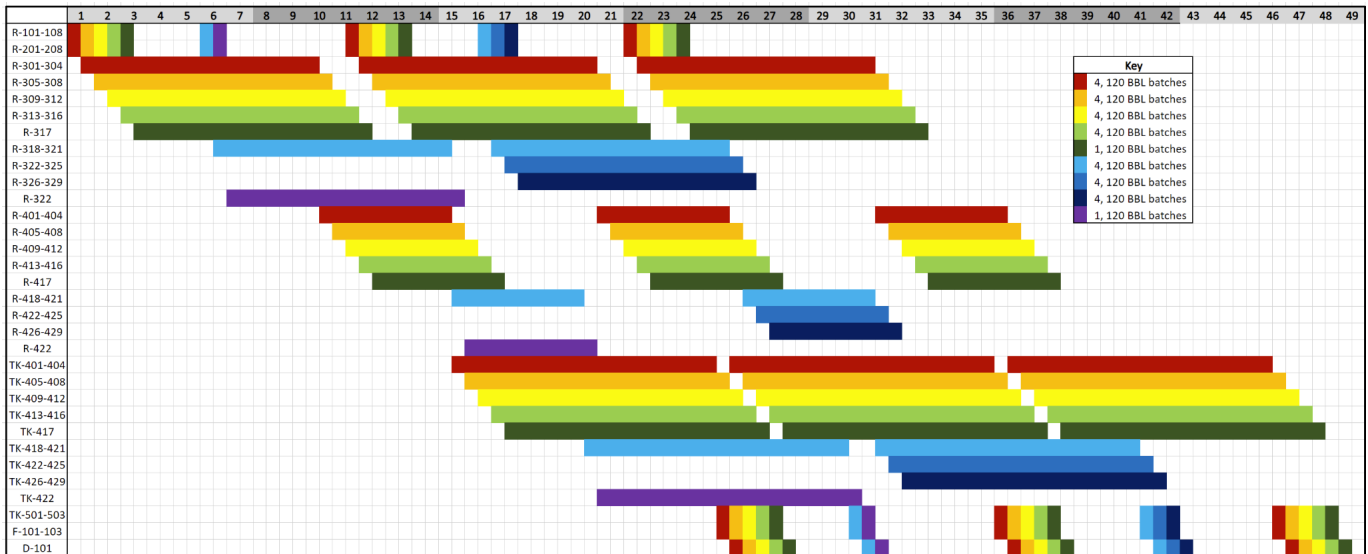 1 2 3 4 5 6 7 8 9 10 11 12 13 14 15 16 17 18 19 20 21 22 23 24 25 26 27 28 29 30 31 32 33 34 35 36 37 38 39 40 41 42 43 44 45 46 47 48 49
R-101-108
R-201-208
R-301-304
R-305-308
R-309-312
R-313-316
R-317
R-318-321
R-322-325
R-326-329
R-322
R-401-404
R-405-408
R-409-412
R-413-416
R-417
R-418-421
R-422-425
R-426-429
R-422
TK-401-404
TK-405-408
TK-409-412
TK-413-416
TK-417
TK-418-421
TK-422-425
TK-426-429
TK-422
TK-501-503
F-101-103
D-101
Key
4, 120 BBL batches
4, 120 BBL batches
4, 120 BBL batches
4, 120 BBL batches
1, 120 BBL batches
4, 120 BBL batches
4, 120 BBL batches
4, 120 BBL batches
1, 120 BBL batches